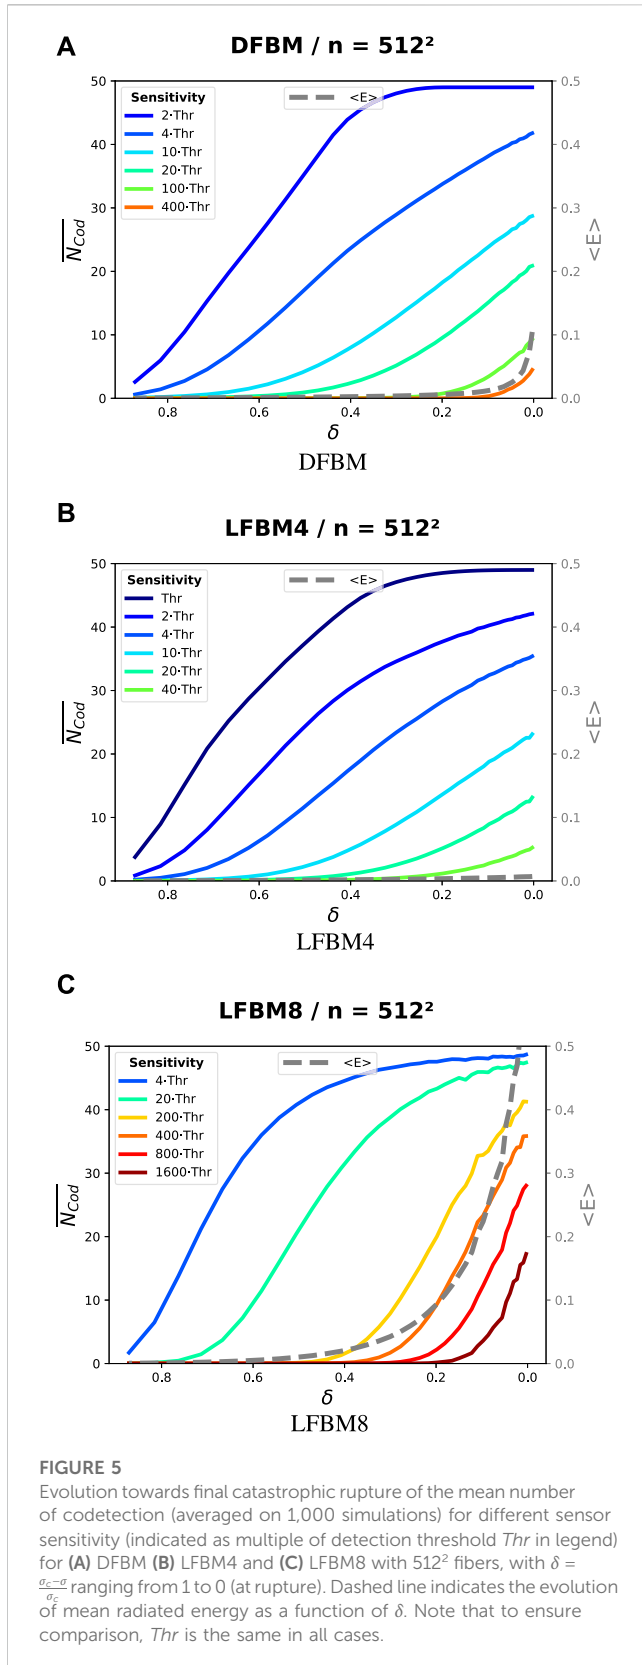 A
DFBM / n = 512²
Sensitivity
2·Thr
4·Thr
10·Thr
20·Thr
100·Thr
400·Thr
<E>
50
40
30
20
10
0
N_Cod
0.5
0.4
0.3
0.2
0.1
0.0
<E>
0.8 0.6 0.4 0.2 0.0
δ
DFBM
B
LFBM4 / n = 512²
Sensitivity
Thr
2·Thr
4·Thr
10·Thr
20·Thr
40·Thr
<E>
50
40
30
20
10
0
N_Cod
0.5
0.4
0.3
0.2
0.1
0.0
<E>
0.8 0.6 0.4 0.2 0.0
δ
LFBM4
C
LFBM8 / n = 512²
Sensitivity
4·Thr
20·Thr
200·Thr
400·Thr
800·Thr
1600·Thr
<E>
50
40
30
20
10
0
N_Cod
0.5
0.4
0.3
0.2
0.1
0.0
<E>
0.8 0.6 0.4 0.2 0.0
δ
LFBM8
FIGURE 5
Evolution towards final catastrophic rupture of the mean number
of codetection (averaged on 1,000 simulations) for different sensor
sensitivity (indicated as multiple of detection threshold Thr in legend)
for (A) DFBM (B) LFBM4 and (C) LFBM8 with 512² fibers, with δ =
σc−σ/σc ranging from 1 to 0 (at rupture). Dashed line indicates the evolution
of mean radiated energy as a function of δ. Note that to ensure
comparison, Thr is the same in all cases.